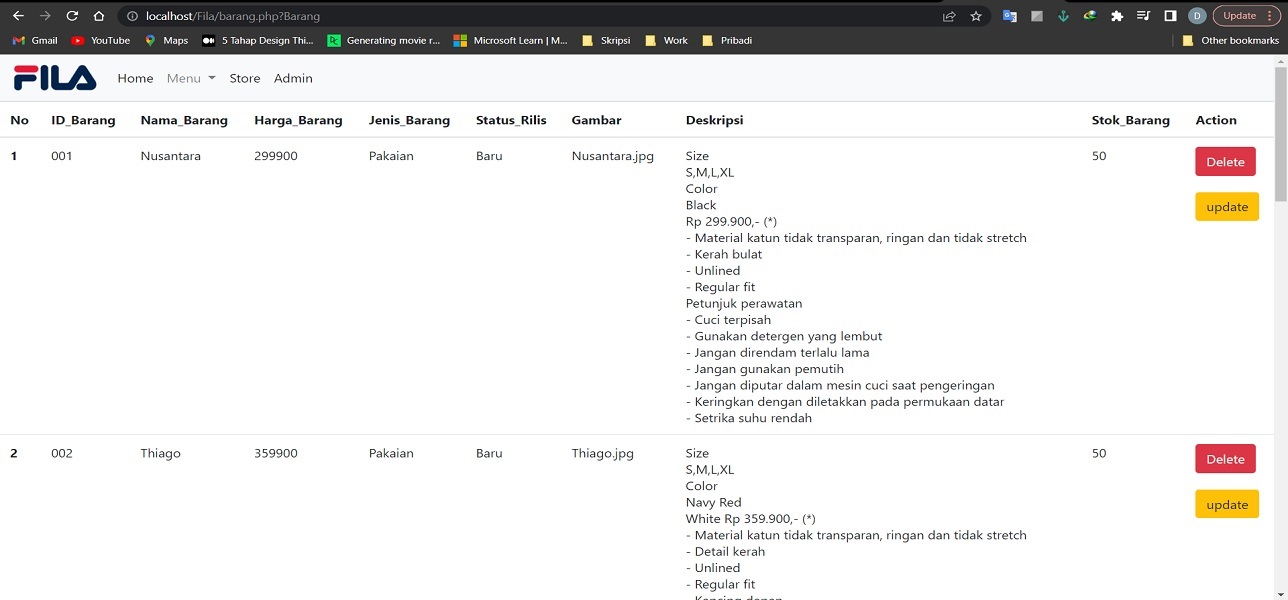 localhost/Fila/barang.php?Barang
D
Update
Gmail YouTube Maps 5 Tahap Design Thi... Generating movie r... Microsoft Learn | M... Skripsi Work Pribadi Other bookmarks
FILA Home Menu Store Admin
No ID_Barang Nama_Barang Harga_Barang Jenis_Barang Status_Rilis Gambar Deskripsi Stok_Barang Action
1 001 Nusantara 299900 Pakaian Baru Nusantara.jpg Size 50 Delete
S,M,L,XL
Color
Black update
Rp 299.900,- (*)
- Material katun tidak transparan, ringan dan tidak stretch
- Kerah bulat
- Unlined
- Regular fit
Petunjuk perawatan
- Cuci terpisah
- Gunakan detergen yang lembut
- Jangan direndam terlalu lama
- Jangan gunakan pemutih
- Jangan diputar dalam mesin cuci saat pengeringan
- Keringkan dengan diletakkan pada permukaan datar
- Setrika suhu rendah
2 002 Thiago 359900 Pakaian Baru Thiago.jpg Size 50 Delete
S,M,L,XL
Color
Navy Red update
White Rp 359.900,- (*)
- Material katun tidak transparan, ringan dan tidak stretch
- Detail kerah
- Unlined
- Regular fit
- Kancing depan